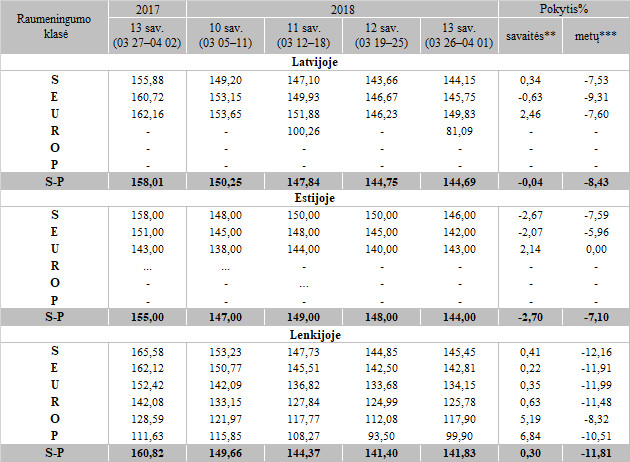 Raumeningumo klasė 2017 2018 Pokytis%
13 sav. (03 27–04 02) 10 sav. (03 05–11) 11 sav. (03 12–18) 12 sav. (03 19–25) 13 sav. (03 26–04 01) savaitės** metų***
Latvijoje
S 155,88 149,20 147,10 143,66 144,15 0,34 -7,53
E 160,72 153,15 149,93 146,67 145,75 -0,63 -9,31
U 162,16 153,65 151,88 146,23 149,83 2,46 -7,60
R - - 100,26 - 81,09 - -
O - - - - - - -
P - - - - - - -
S-P 158,01 150,25 147,84 144,75 144,69 -0,04 -8,43
Estijoje
S 158,00 148,00 150,00 150,00 146,00 -2,67 -7,59
E 151,00 145,00 148,00 145,00 142,00 -2,07 -5,96
U 143,00 138,00 144,00 140,00 143,00 2,14 0,00
R ... ... - - - - -
O - - ... - - - -
P - - - - - - -
S-P 155,00 147,00 149,00 148,00 144,00 -2,70 -7,10
Lenkijoje
S 165,58 153,23 147,73 144,85 145,45 0,41 -12,16
E 162,12 150,77 145,51 142,50 142,81 0,22 -11,91
U 152,42 142,09 136,82 133,68 134,15 0,35 -11,99
R 142,08 133,15 127,84 124,99 125,78 0,63 -11,48
O 128,59 121,97 117,77 112,08 117,90 5,19 -8,32
P 111,63 115,85 108,27 93,50 99,90 6,84 -10,51
S-P 160,82 149,66 144,37 141,40 141,83 0,30 -11,81